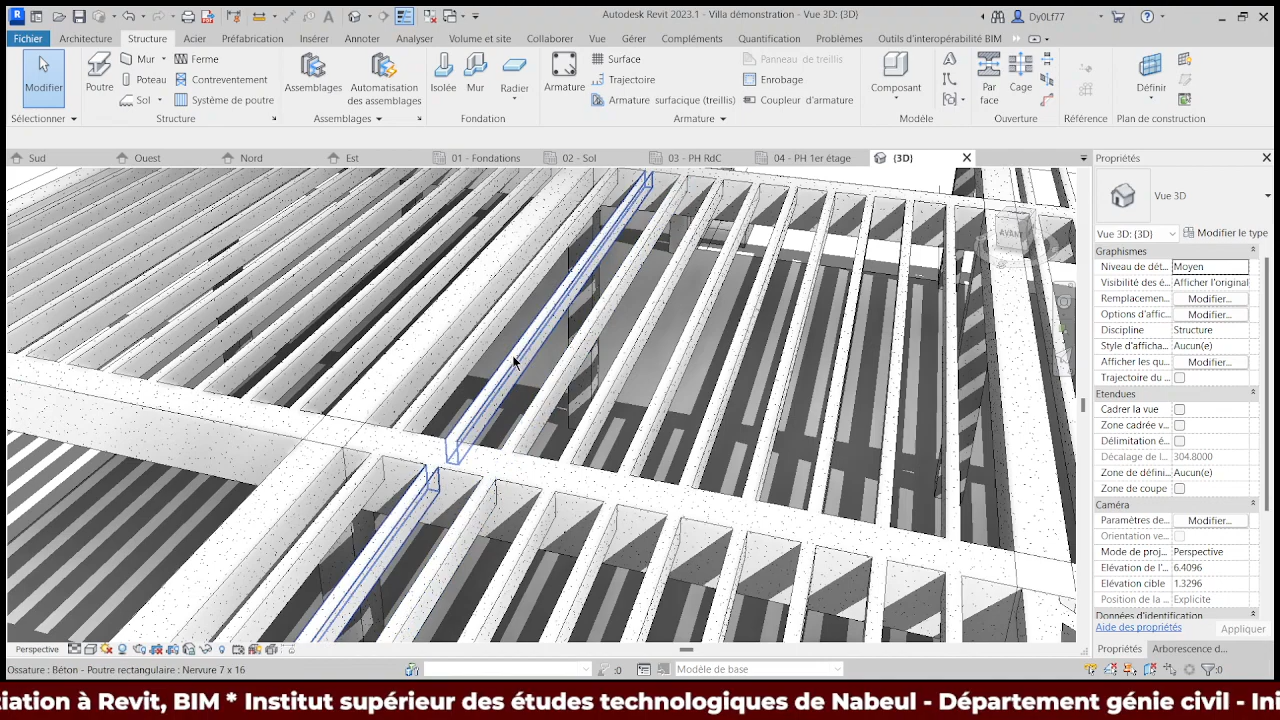 Autodesk Revit 2023.1 - Villa démonstration - Vue 3D: {3D}
Dy0Lf77
Fichier Architecture Structure Acier Préfabrication Insérer Annoter Analyser Volume et site Collaborer Vue Gérer Complémen Quantification Problèmes Outils d'interopérabilité BIM
Modifier
Poutre
Mur
Poteau
Sol
Ferme
Contreventement
Système de poutre
Assemblages
Automatisation des assemblages
Isolée
Mur
Radier
Armature
Surface
Trajectoire
Armature surfacique (treillis)
Panneau de treillis
Enrobage
Coupleur d'armature
Composant
Par face
Cage
Définir
Sélectionner Structure Assemblages Fondation Armature Modèle Ouverture Référence Plan de construction
Sud Ouest Nord Est 01 - Fondations 02 - Sol 03 - PH RdC 04 - PH 1er étage {3D}
AVANT
Propriétés
Vue 3D
Vue 3D: {3D} Modifier le type
Graphismes
Niveau de dét... Moyen
Visibilité des é... Afficher l'original
Remplacemen... Modifier...
Options d'affic... Modifier...
Discipline Structure
Style d'afficha... Aucun(e)
Afficher les qu... Modifier...
Trajectoire du
Etendues
Cadrer la vue
Zone cadrée v...
Délimitation é...
Décalage de l... 304.8000
Zone de défini... Aucun(e)
Zone de coupe
Caméra
Paramètres de... Modifier...
Orientation ve...
Mode de proj... Perspective
Elévation de l'... 6.4096
Elévation cible 1.3296
Position de la ... Explicite
Données d'identification
Aide des propriétés Appliquer
Propriétés Arborescence d...
Perspective
Ossature : Béton - Poutre rectangulaire : Nervure 7 x 16
:0 Modèle de base :0
tiation à Revit, BIM * Institut supérieur des études technologiques de Nabeul - Département génie civil - Ini